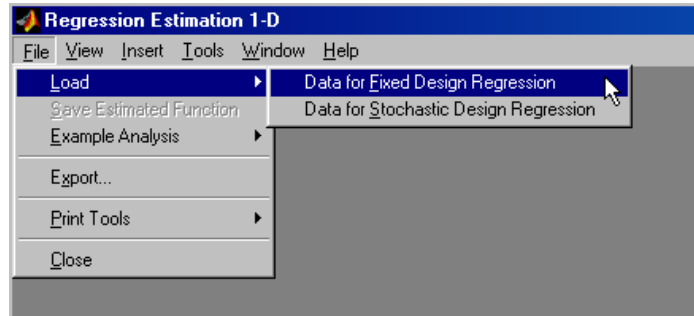 Regression Estimation 1-D
File View Insert Tools Window Help
Load
Data for Fixed Design Regression
Save Estimated Function
Data for Stochastic Design Regression
Example Analysis
Export...
Print Tools
Close